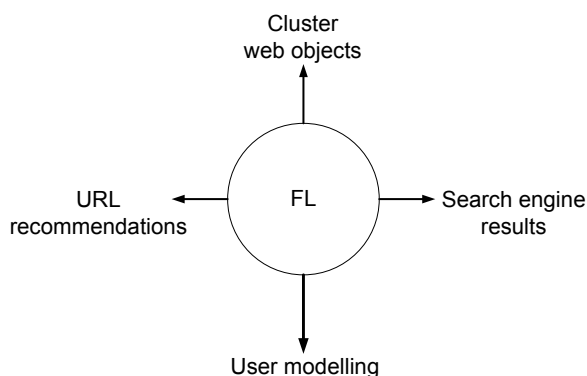 Cluster
web objects
URL
recommendations
FL
Search engine
results
User modelling